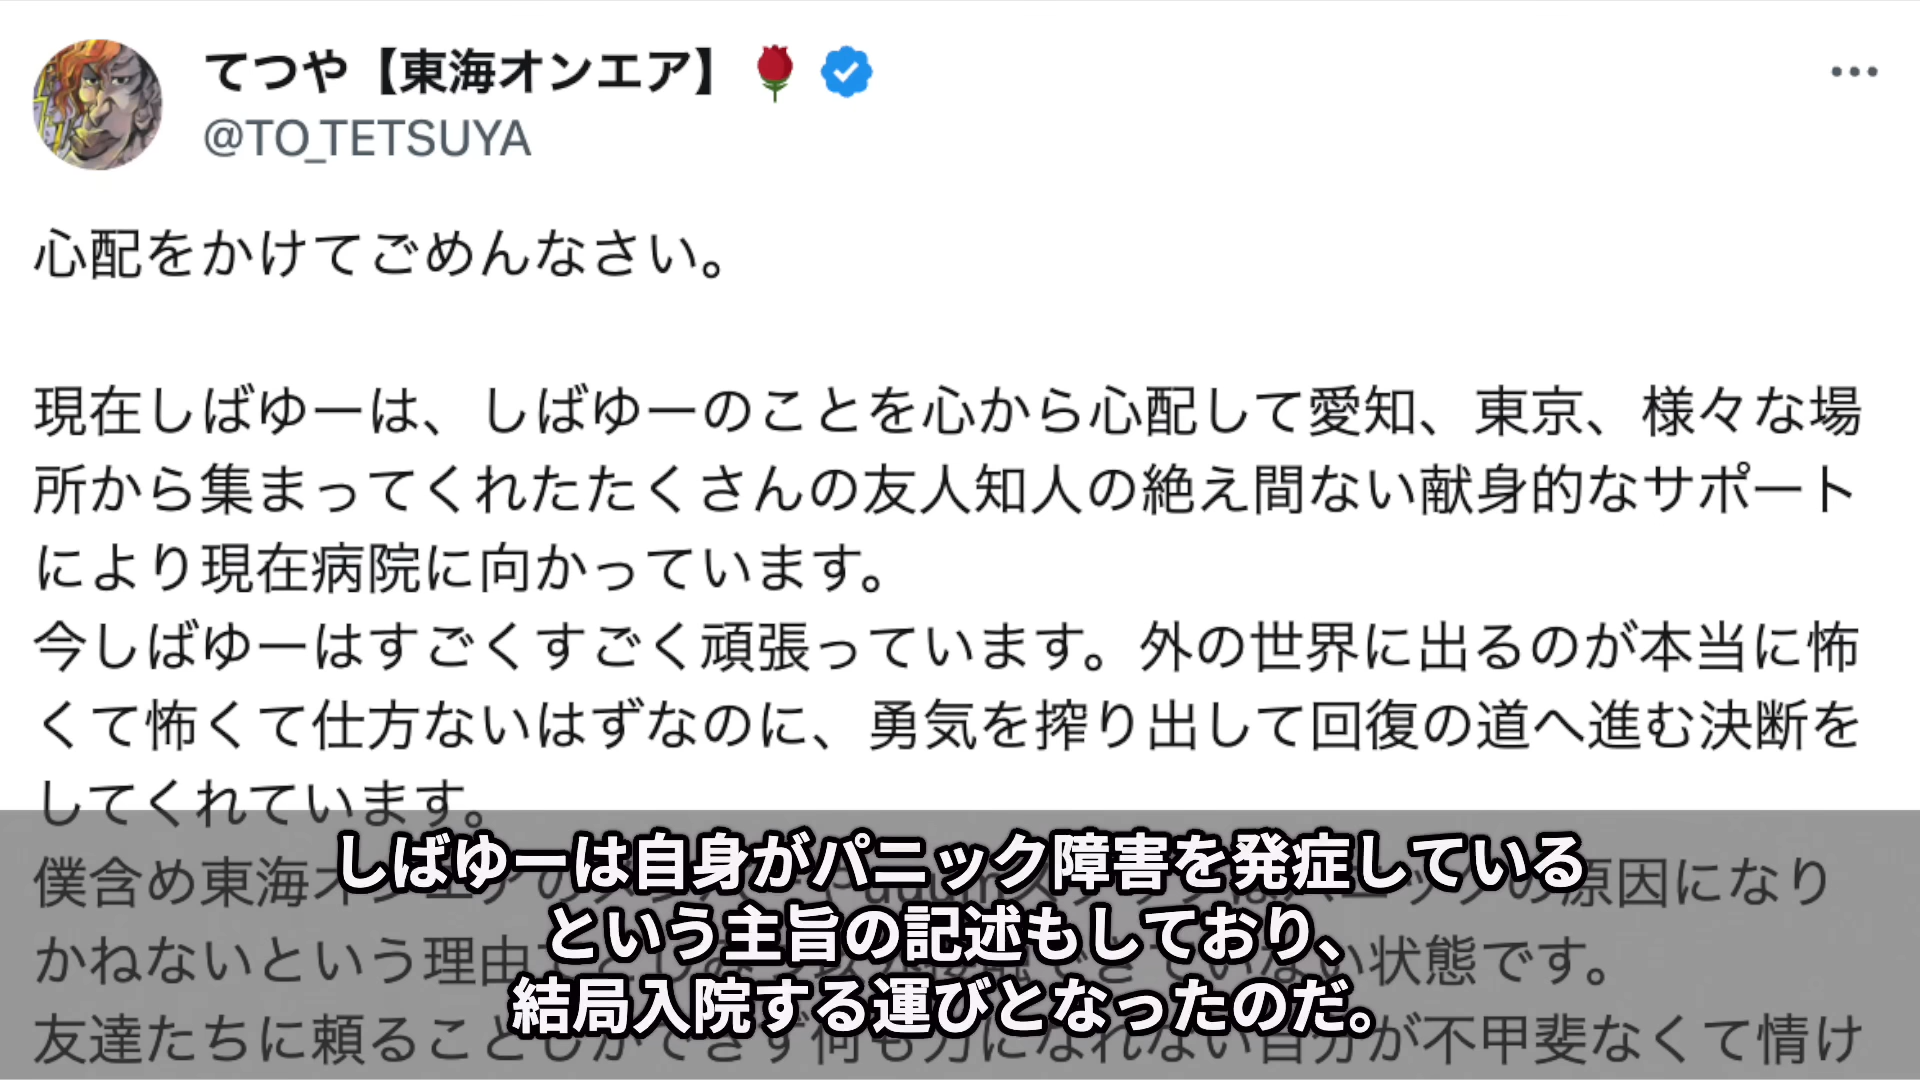 てつや【東海オンエア】🌹
@TO_TETSUYA
心配をかけてごめんなさい。
現在しばゆーは、しばゆーのことを心から心配して愛知、東京、様々な場
所から集まってくれたたくさんの友人知人の絶え間ない献身的なサポート
により現在病院に向かっています。
今しばゆーはすごくすごく頑張っています。外の世界に出るのが本当に怖
くて怖くて仕方ないはずなのに、勇気を搾り出して回復の道へ進む決断を
してくれています。
しばゆーは自身がパニック障害を発症している
という主旨の記述もしており、
結局入院する運びとなったのだ。
僕含め東海オンエアの 原因になり
かねないという理由 状態です。
友達たちに頼ること 自分が不甲斐なくて情け